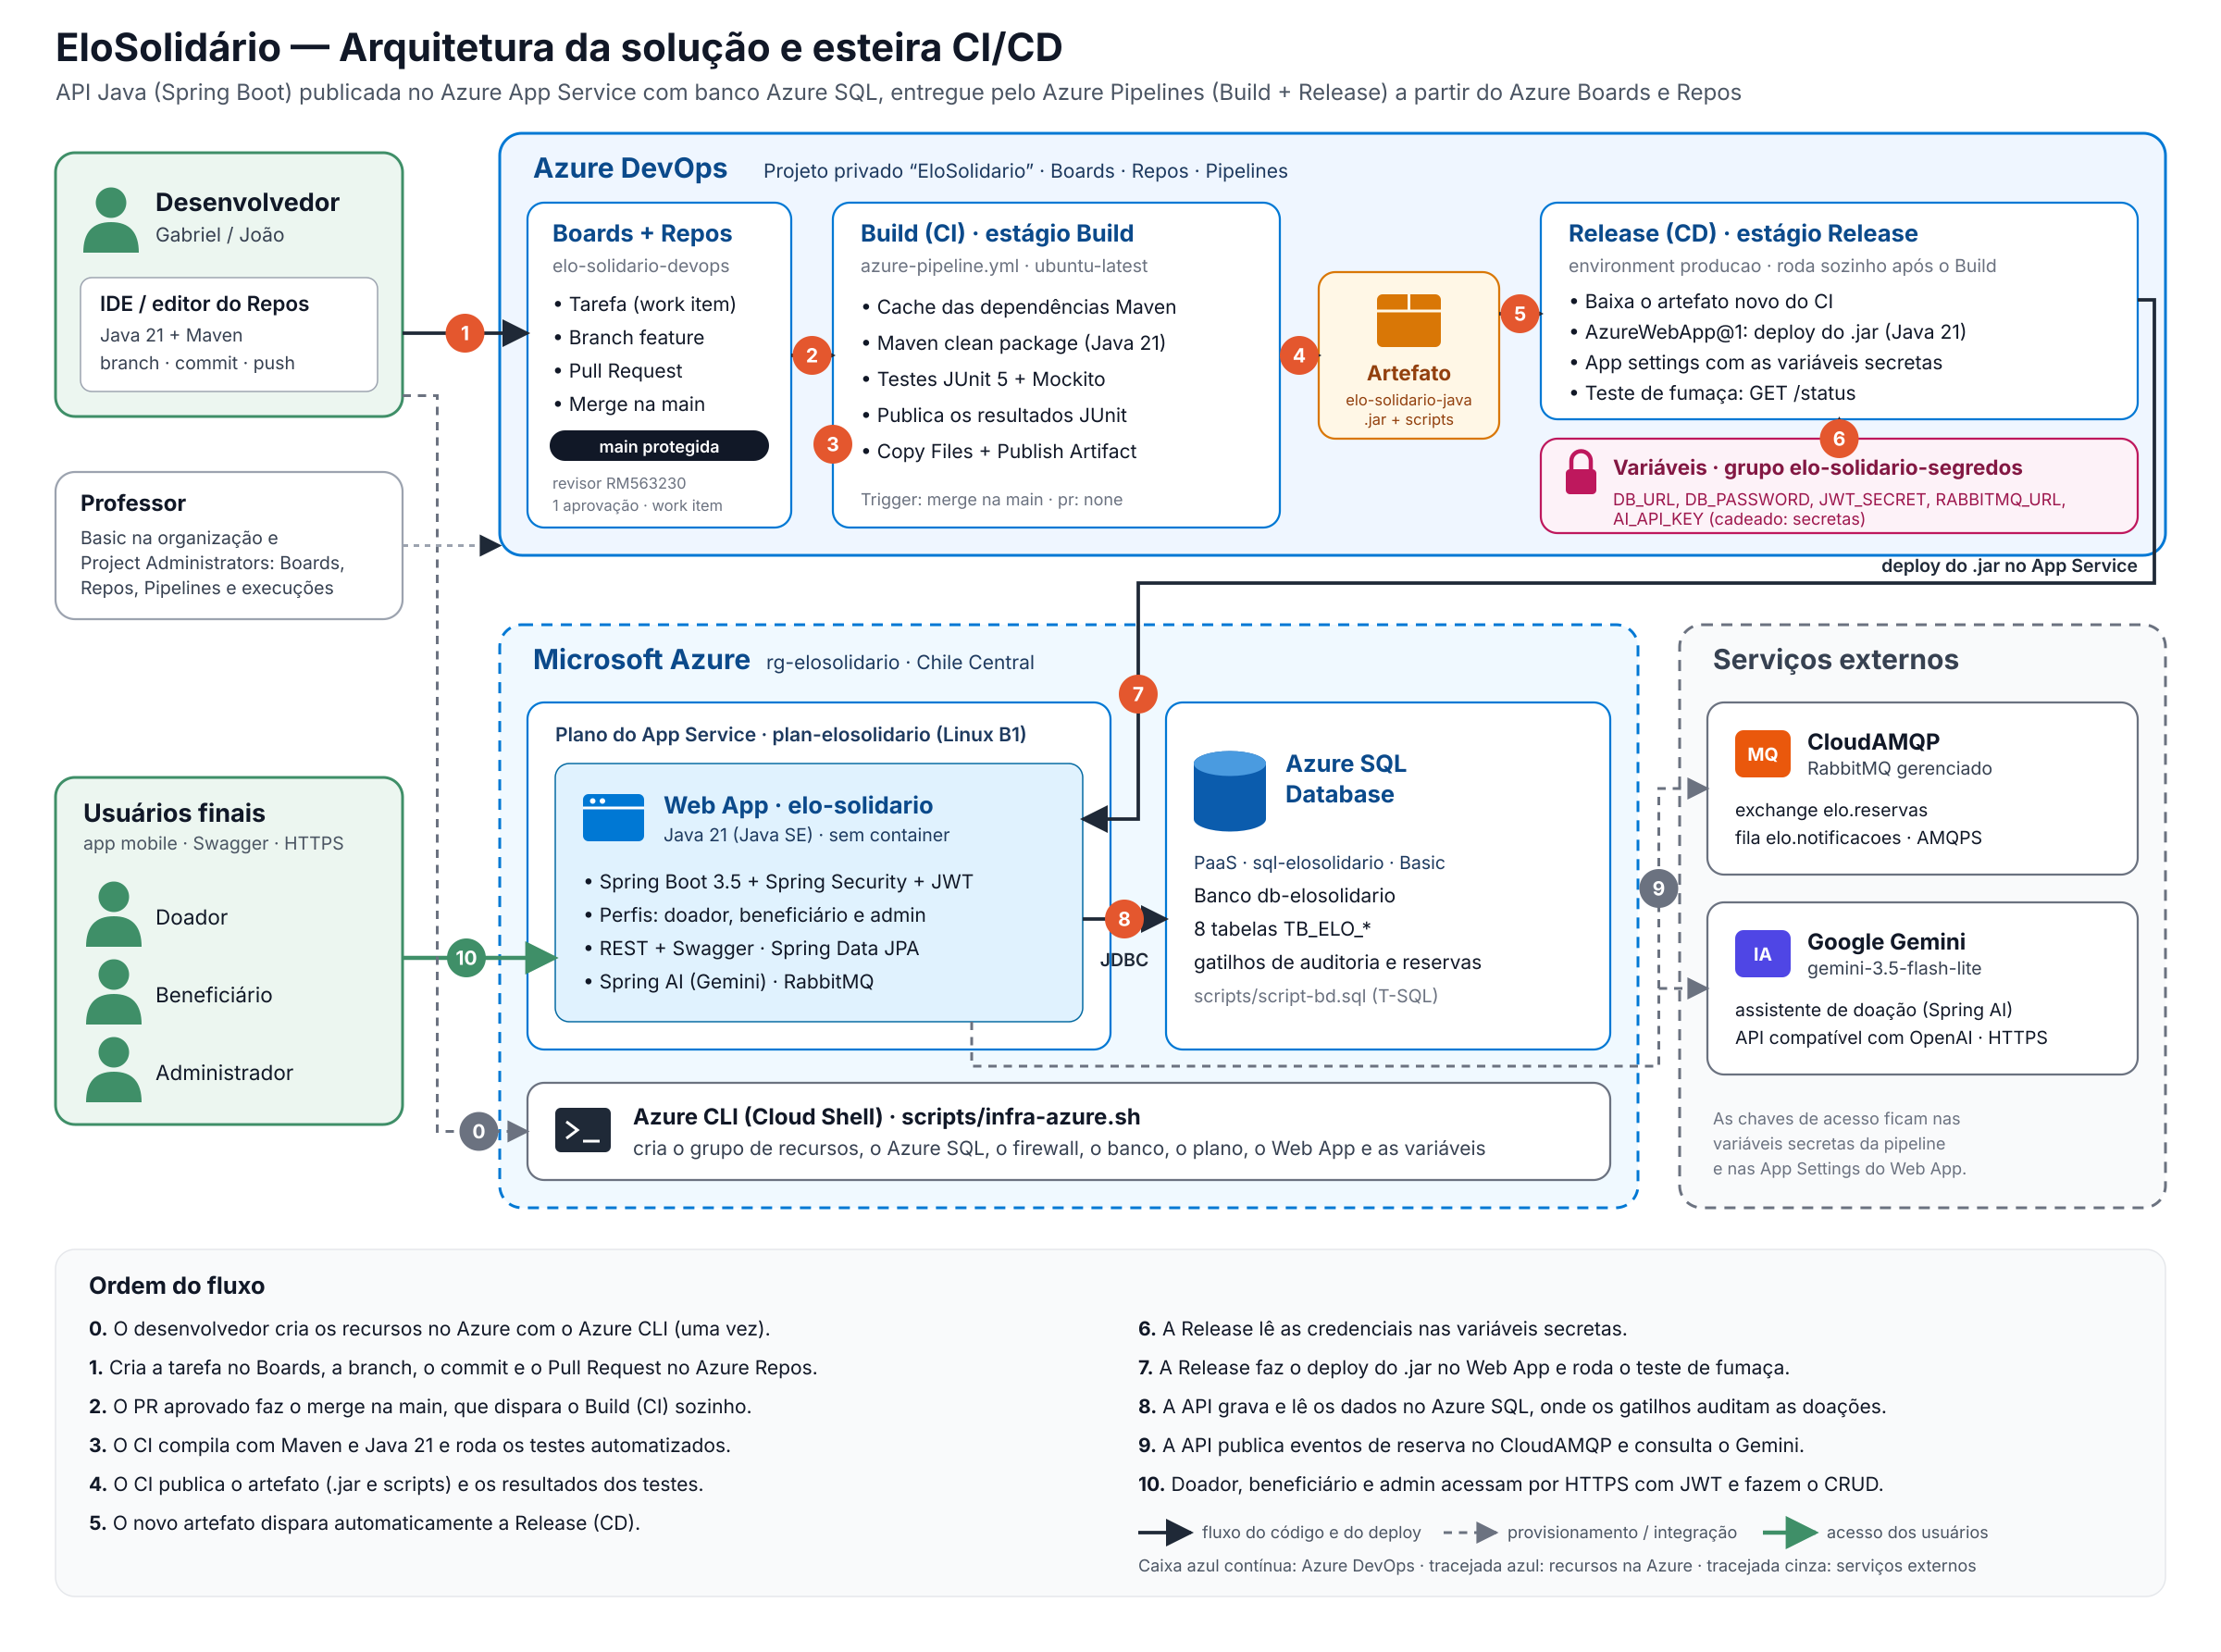 EloSolidário — Arquitetura da solução e esteira CI/CD
API Java (Spring Boot) publicada no Azure App Service com banco Azure SQL, entregue pelo Azure Pipelines (Build + Release) a partir do Azure Boards e Repos
Desenvolvedor
Gabriel / João
IDE / editor do Repos
Java 21 + Maven
branch · commit · push
1
Professor
Basic na organização e
Project Administrators: Boards,
Repos, Pipelines e execuções
Azure DevOps
Projeto privado “EloSolidario” · Boards · Repos · Pipelines
Boards + Repos
elo-solidario-devops
• Tarefa (work item)
• Branch feature
• Pull Request
• Merge na main
main protegida
revisor RM563230
1 aprovação · work item
2
3
Build (CI) · estágio Build
azure-pipeline.yml · ubuntu-latest
• Cache das dependências Maven
• Maven clean package (Java 21)
• Testes JUnit 5 + Mockito
• Publica os resultados JUnit
• Copy Files + Publish Artifact
Trigger: merge na main · pr: none
4
Artefato
elo-solidario-java
.jar + scripts
5
Release (CD) · estágio Release
environment producao · roda sozinho após o Build
• Baixa o artefato novo do CI
• AzureWebApp@1: deploy do .jar (Java 21)
• App settings com as variáveis secretas
• Teste de fumaça: GET /status
6
Variáveis · grupo elo-solidario-segredos
DB_URL, DB_PASSWORD, JWT_SECRET, RABBITMQ_URL,
AI_API_KEY (cadeado: secretas)
deploy do .jar no App Service
Usuários finais
app mobile · Swagger · HTTPS
Doador
Beneficiário
Administrador
10
0
Microsoft Azure
rg-elosolidario · Chile Central
7
Plano do App Service · plan-elosolidario (Linux B1)
Web App · elo-solidario
Java 21 (Java SE) · sem container
• Spring Boot 3.5 + Spring Security + JWT
• Perfis: doador, beneficiário e admin
• REST + Swagger · Spring Data JPA
• Spring AI (Gemini) · RabbitMQ
8
JDBC
Azure SQL
Database
PaaS · sql-elosolidario · Basic
Banco db-elosolidario
8 tabelas TB_ELO_*
gatilhos de auditoria e reservas
scripts/script-bd.sql (T-SQL)
Azure CLI (Cloud Shell) · scripts/infra-azure.sh
cria o grupo de recursos, o Azure SQL, o firewall, o banco, o plano, o Web App e as variáveis
9
Serviços externos
MQ
CloudAMQP
RabbitMQ gerenciado
exchange elo.reservas
fila elo.notificacoes · AMQPS
IA
Google Gemini
gemini-3.5-flash-lite
assistente de doação (Spring AI)
API compatível com OpenAI · HTTPS
As chaves de acesso ficam nas
variáveis secretas da pipeline
e nas App Settings do Web App.
Ordem do fluxo
0. O desenvolvedor cria os recursos no Azure com o Azure CLI (uma vez).
1. Cria a tarefa no Boards, a branch, o commit e o Pull Request no Azure Repos.
2. O PR aprovado faz o merge na main, que dispara o Build (CI) sozinho.
3. O CI compila com Maven e Java 21 e roda os testes automatizados.
4. O CI publica o artefato (.jar e scripts) e os resultados dos testes.
5. O novo artefato dispara automaticamente a Release (CD).
6. A Release lê as credenciais nas variáveis secretas.
7. A Release faz o deploy do .jar no Web App e roda o teste de fumaça.
8. A API grava e lê os dados no Azure SQL, onde os gatilhos auditam as doações.
9. A API publica eventos de reserva no CloudAMQP e consulta o Gemini.
10. Doador, beneficiário e admin acessam por HTTPS com JWT e fazem o CRUD.
fluxo do código e do deploy
provisionamento / integração
acesso dos usuários
Caixa azul contínua: Azure DevOps · tracejada azul: recursos na Azure · tracejada cinza: serviços externos